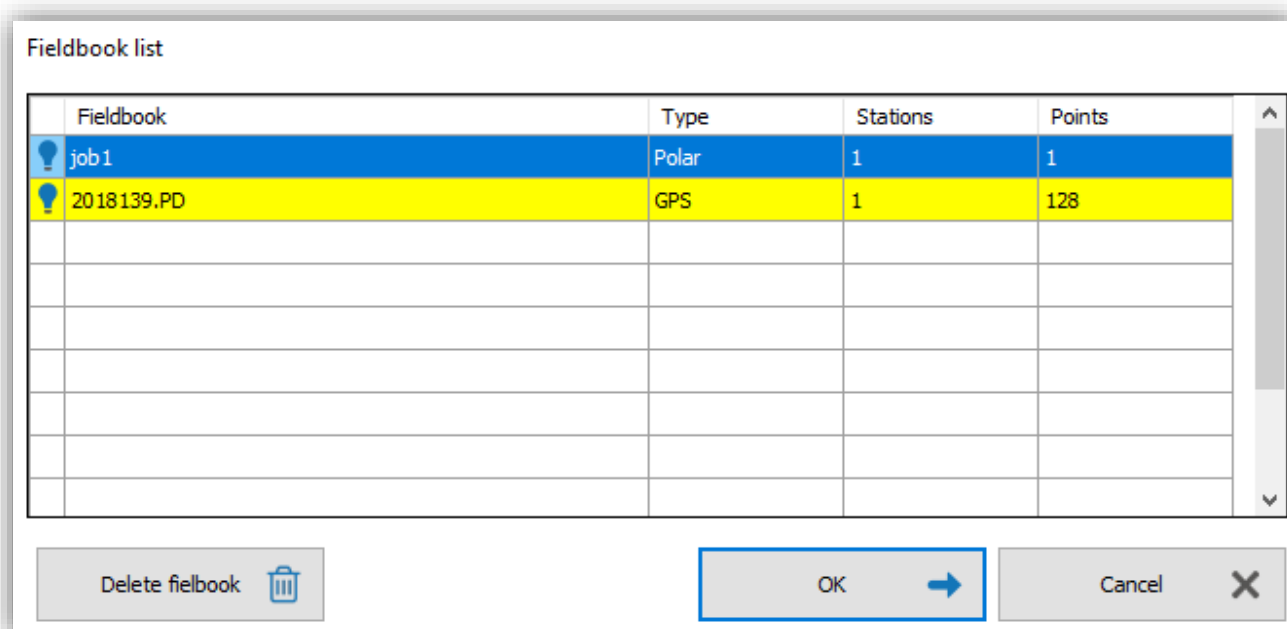 Fieldbook list
Fieldbook Type Stations Points
job1 Polar 1 1
2018139.PD GPS 1 128
Delete fielbook OK Cancel